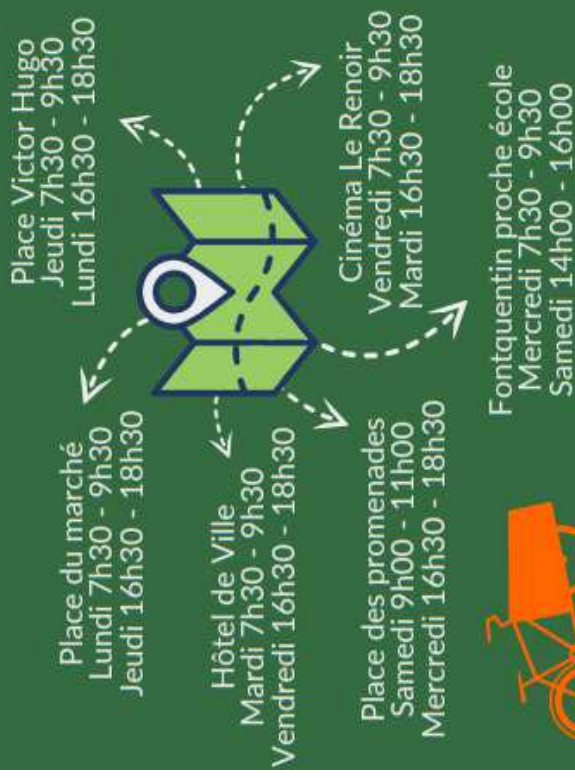 Place du marché
Lundi 7h30 - 9h30
Jeudi 16h30 - 18h30
Place Victor Hugo
Jeudi 7h30 - 9h30
Lundi 16h30 - 18h30
Hôtel de Ville
Mardi 7h30 - 9h30
Vendredi 16h30 - 18h30
Cinéma Le Renoir
Vendredi 7h30 - 9h30
Mardi 16h30 - 18h30
Place des promenades
Samedi 9h00 - 11h00
Mercredi 16h30 - 18h30
Fontquentin proche école
Mercredi 7h30 - 9h30
Samedi 14h00 - 16h00